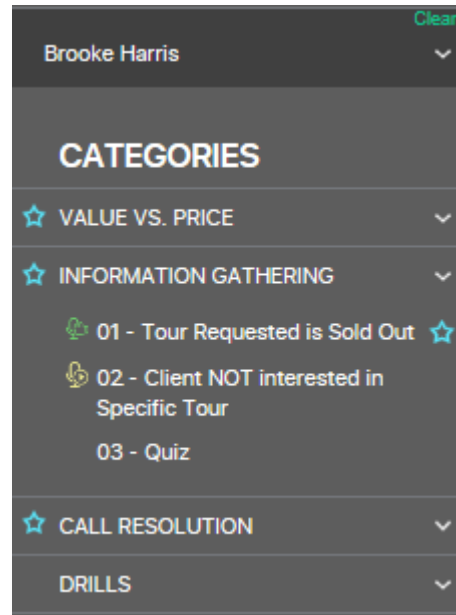 Clear
Brooke Harris
CATEGORIES
VALUE VS. PRICE
INFORMATION GATHERING
01 - Tour Requested is Sold Out
02 - Client NOT interested in
Specific Tour
03 - Quiz
CALL RESOLUTION
DRILLS